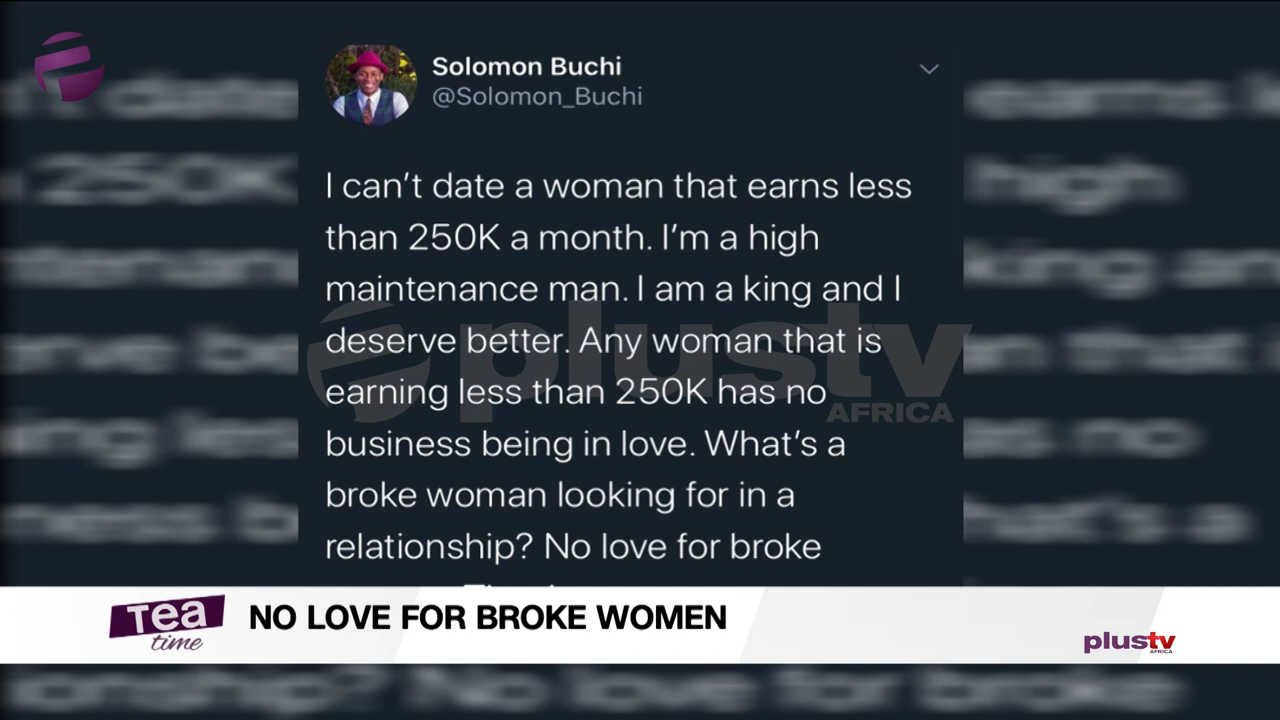 Solomon Buchi
@Solomon_Buchi
I can't date a woman that earns less
than 250K a month. I'm a high
maintenance man. I am a king and I
deserve better. Any woman that is
earning less than 250K has no
business being in love. What's a
broke woman looking for in a
relationship? No love for broke
plustv
AFRICA
Tea
time
NO LOVE FOR BROKE WOMEN
plustv
AFRICA